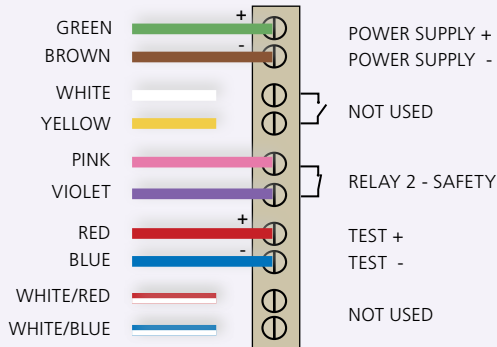 GREEN + POWER SUPPLY +
BROWN - POWER SUPPLY -
WHITE
NOT USED
YELLOW
PINK
RELAY 2 - SAFETY
VIOLET
RED + TEST +
BLUE - TEST -
WHITE/RED
NOT USED
WHITE/BLUE